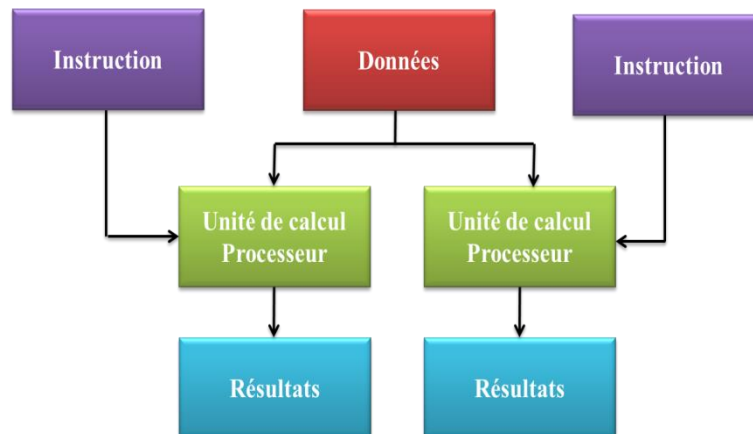 Instruction
Données
Instruction
Unité de calcul
Processeur
Unité de calcul
Processeur
Résultats
Résultats